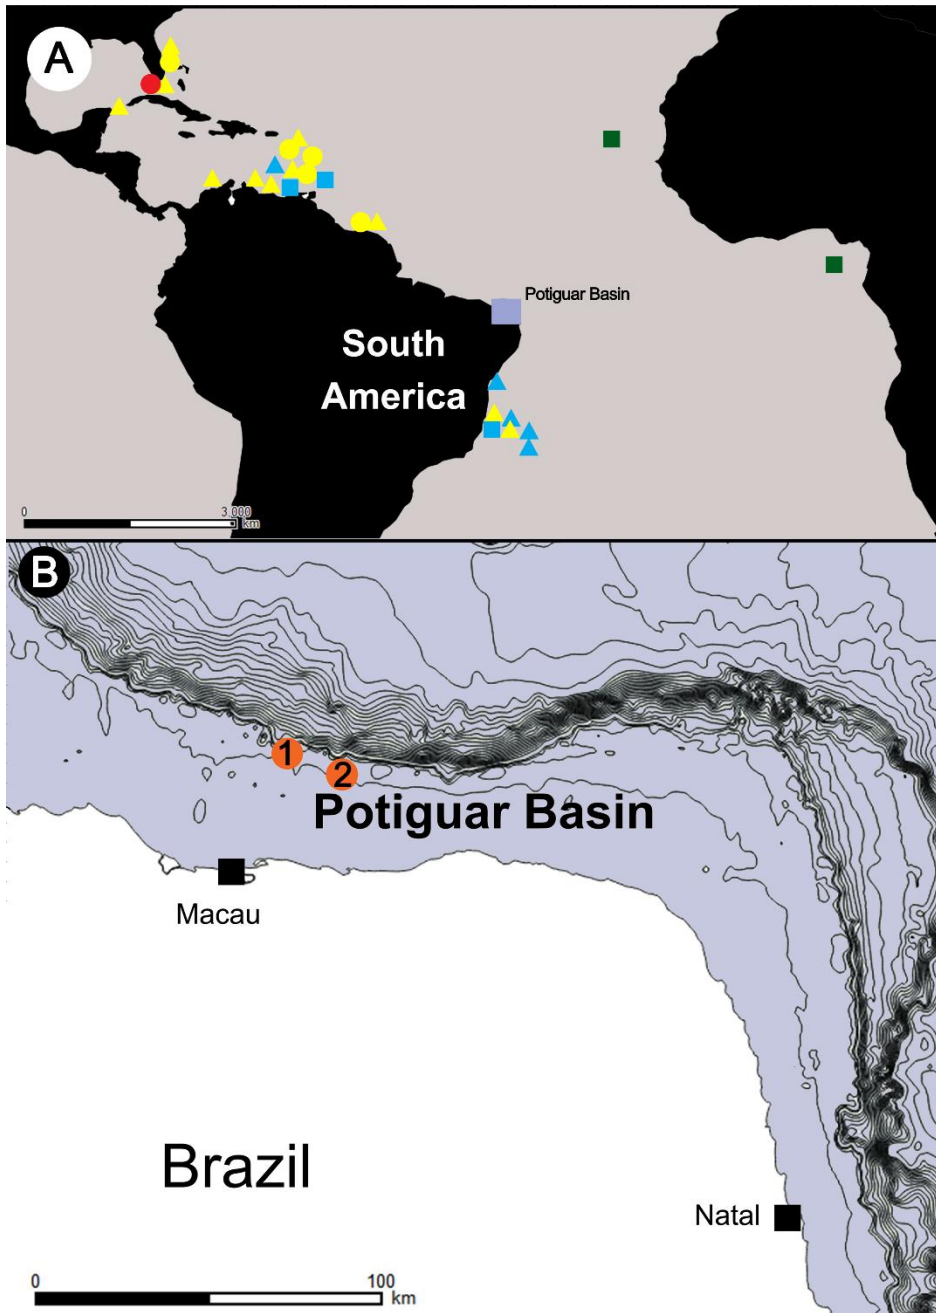 A
Potiguar Basin
South
America
0
3.000
km
B
1
2
Potiguar Basin
Macau
Brazil
Natal
0
100
km